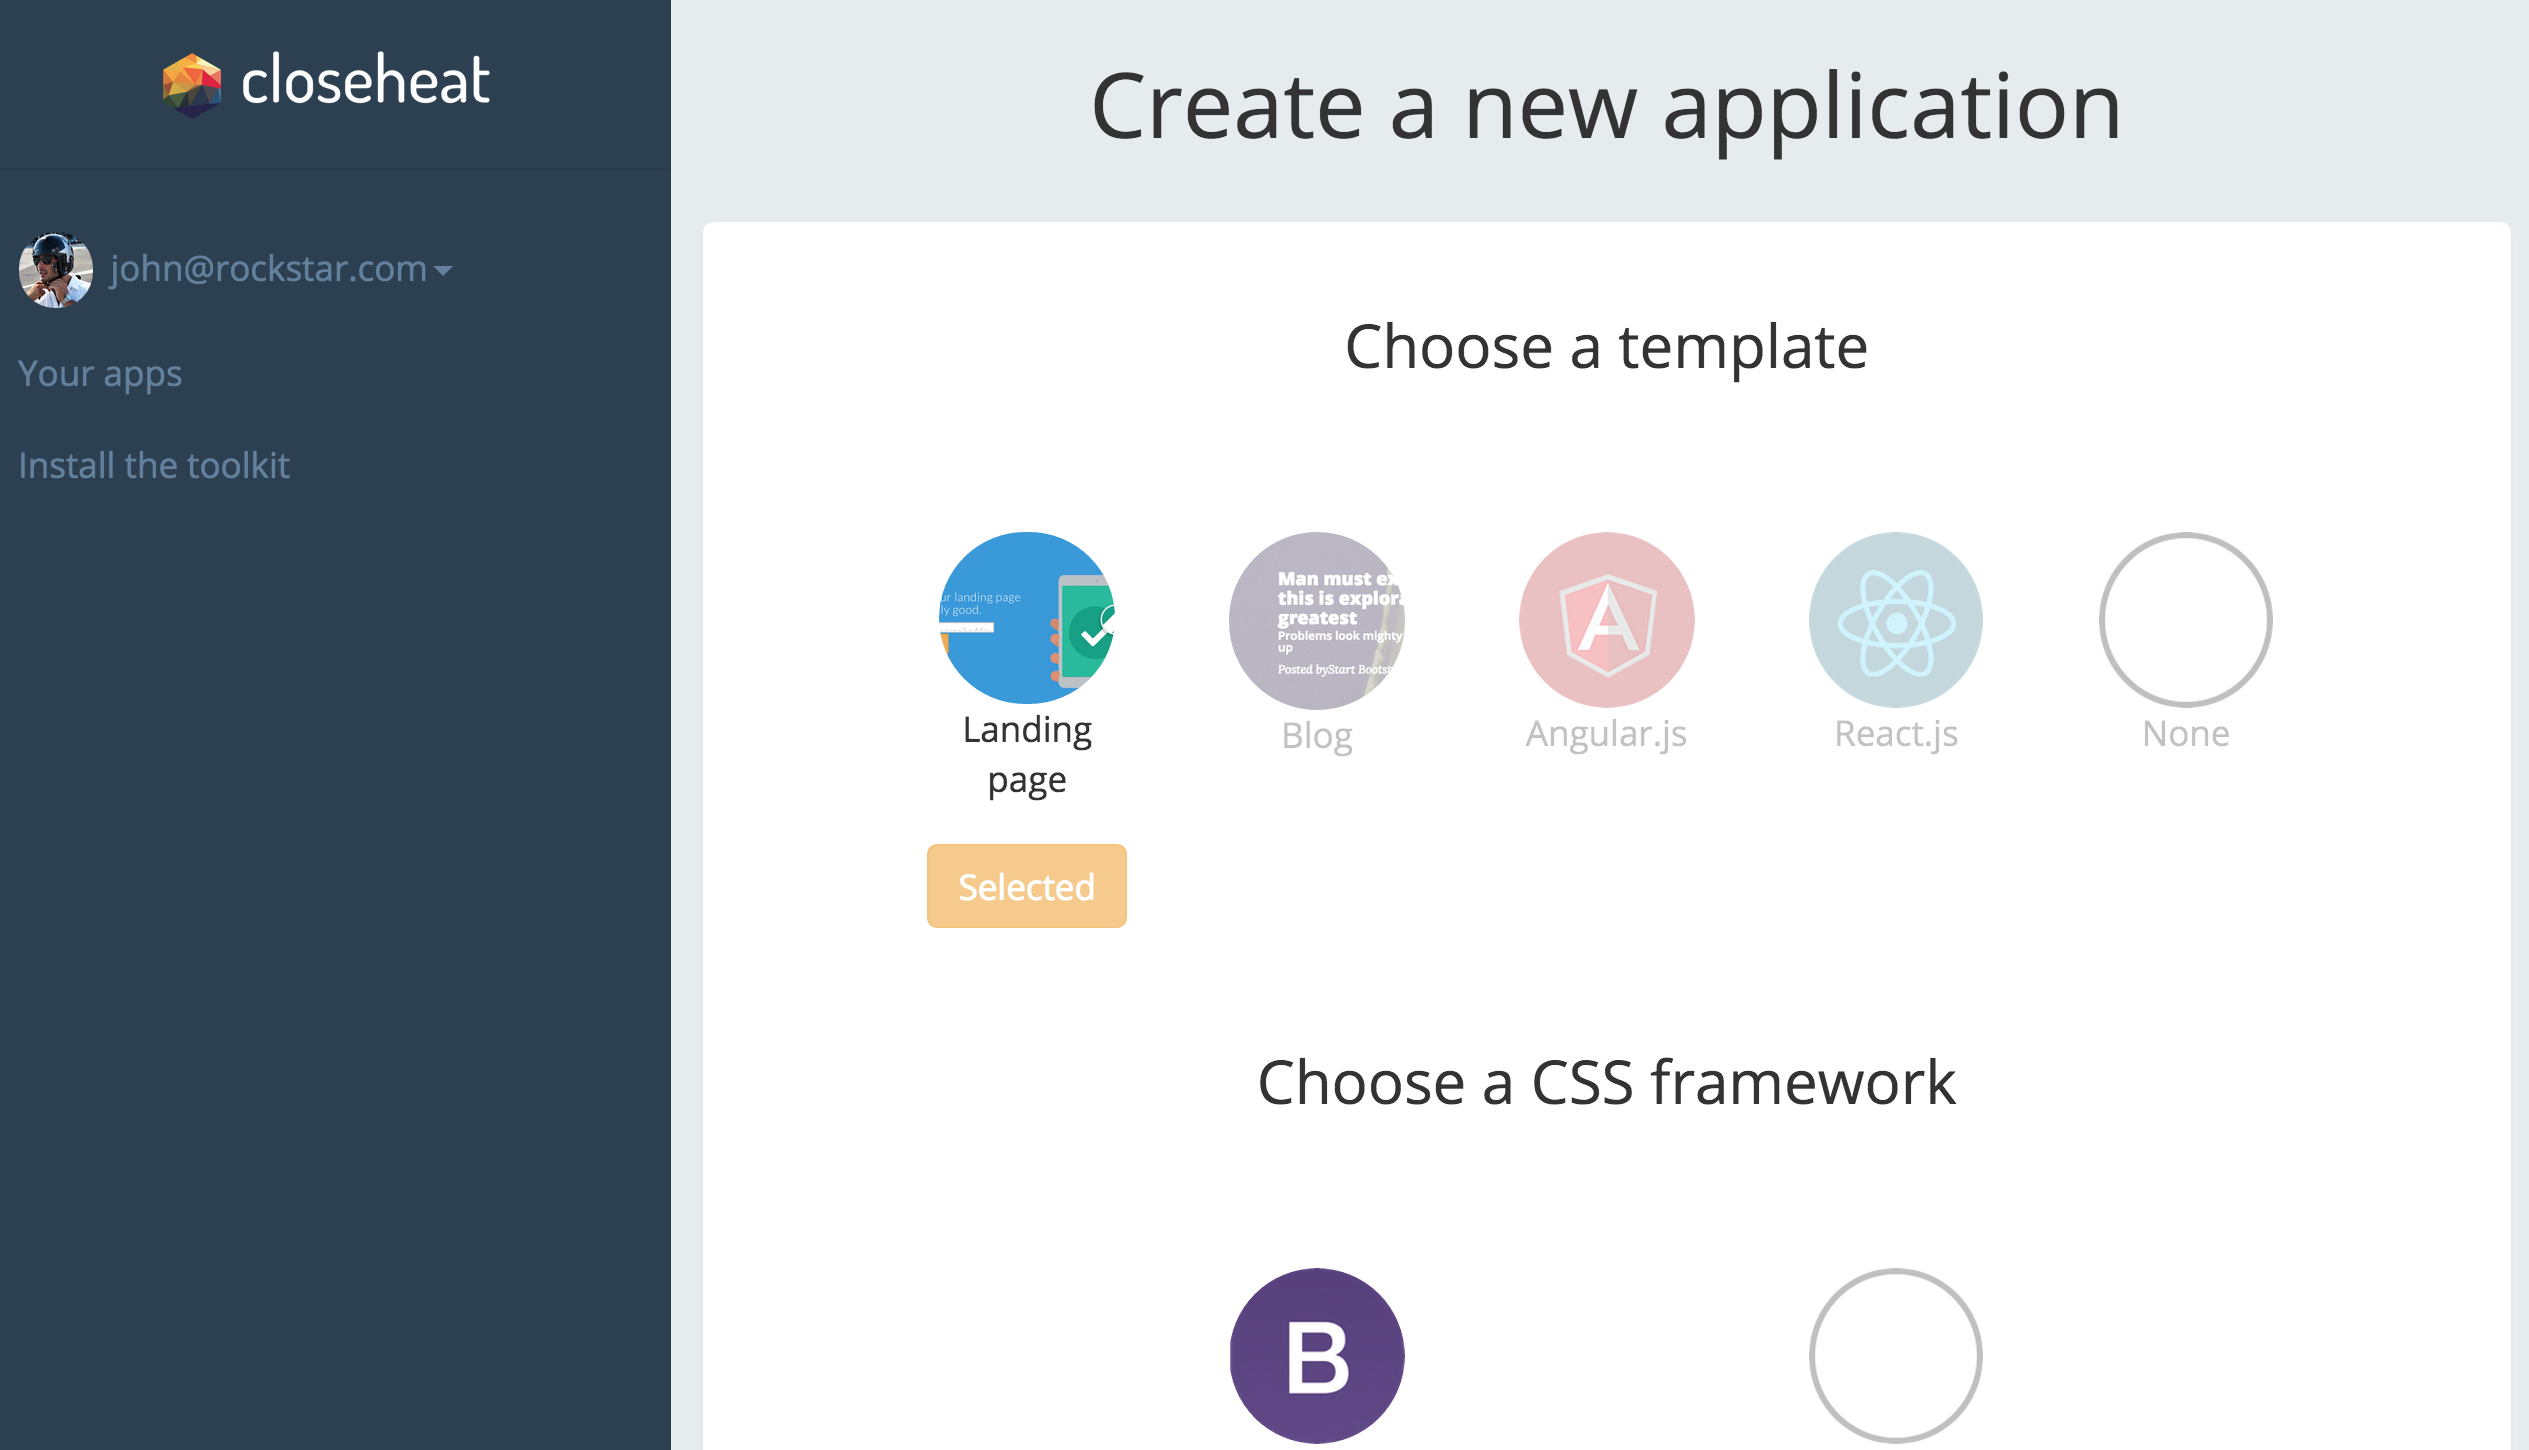 closeheat
Create a new application
john@rockstar.com
Your apps
Install the toolkit
Choose a template
ur landing page
ly good.
Man must ex
this is explora
greatest
Problems look mighty
up
Posted byStart Bootst
Landing
page
Blog
Angular.js
React.js
None
Selected
Choose a CSS framework
B